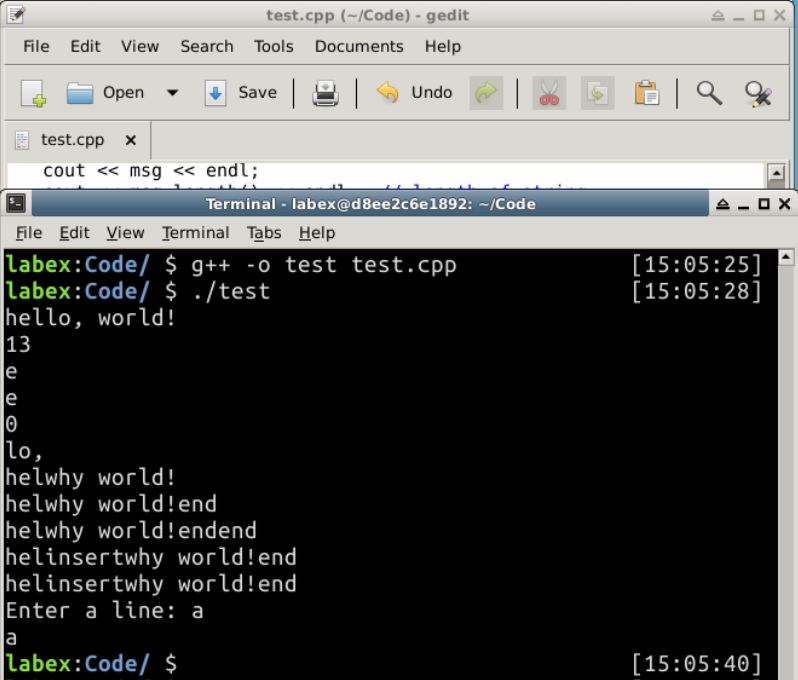 test.cpp (~/Code) - gedit
File Edit View Search Tools Documents Help
Open Save Undo
test.cpp
cout << msg << endl;
Terminal - labex@d8ee2c6e1892: ~/Code
File Edit View Terminal Tabs Help
labex:Code/ $ g++ -o test test.cpp [15:05:25]
labex:Code/ $ ./test [15:05:28]
hello, world!
13
e
e
0
lo,
helwhy world!
helwhy world!end
helwhy world!endend
helinsertwhy world!end
helinsertwhy world!end
Enter a line: a
a
labex:Code/ $ [15:05:40]